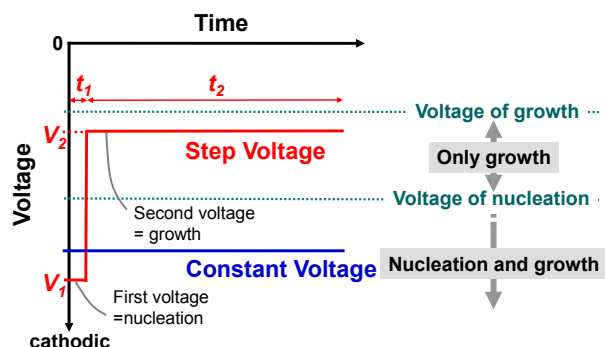 Time
0
t1
t2
Voltage of growth
V2
Step Voltage
Only growth
Voltage
Voltage of nucleation
Second voltage
= growth
Constant Voltage
Nucleation and growth
V1
First voltage
=nucleation
cathodic